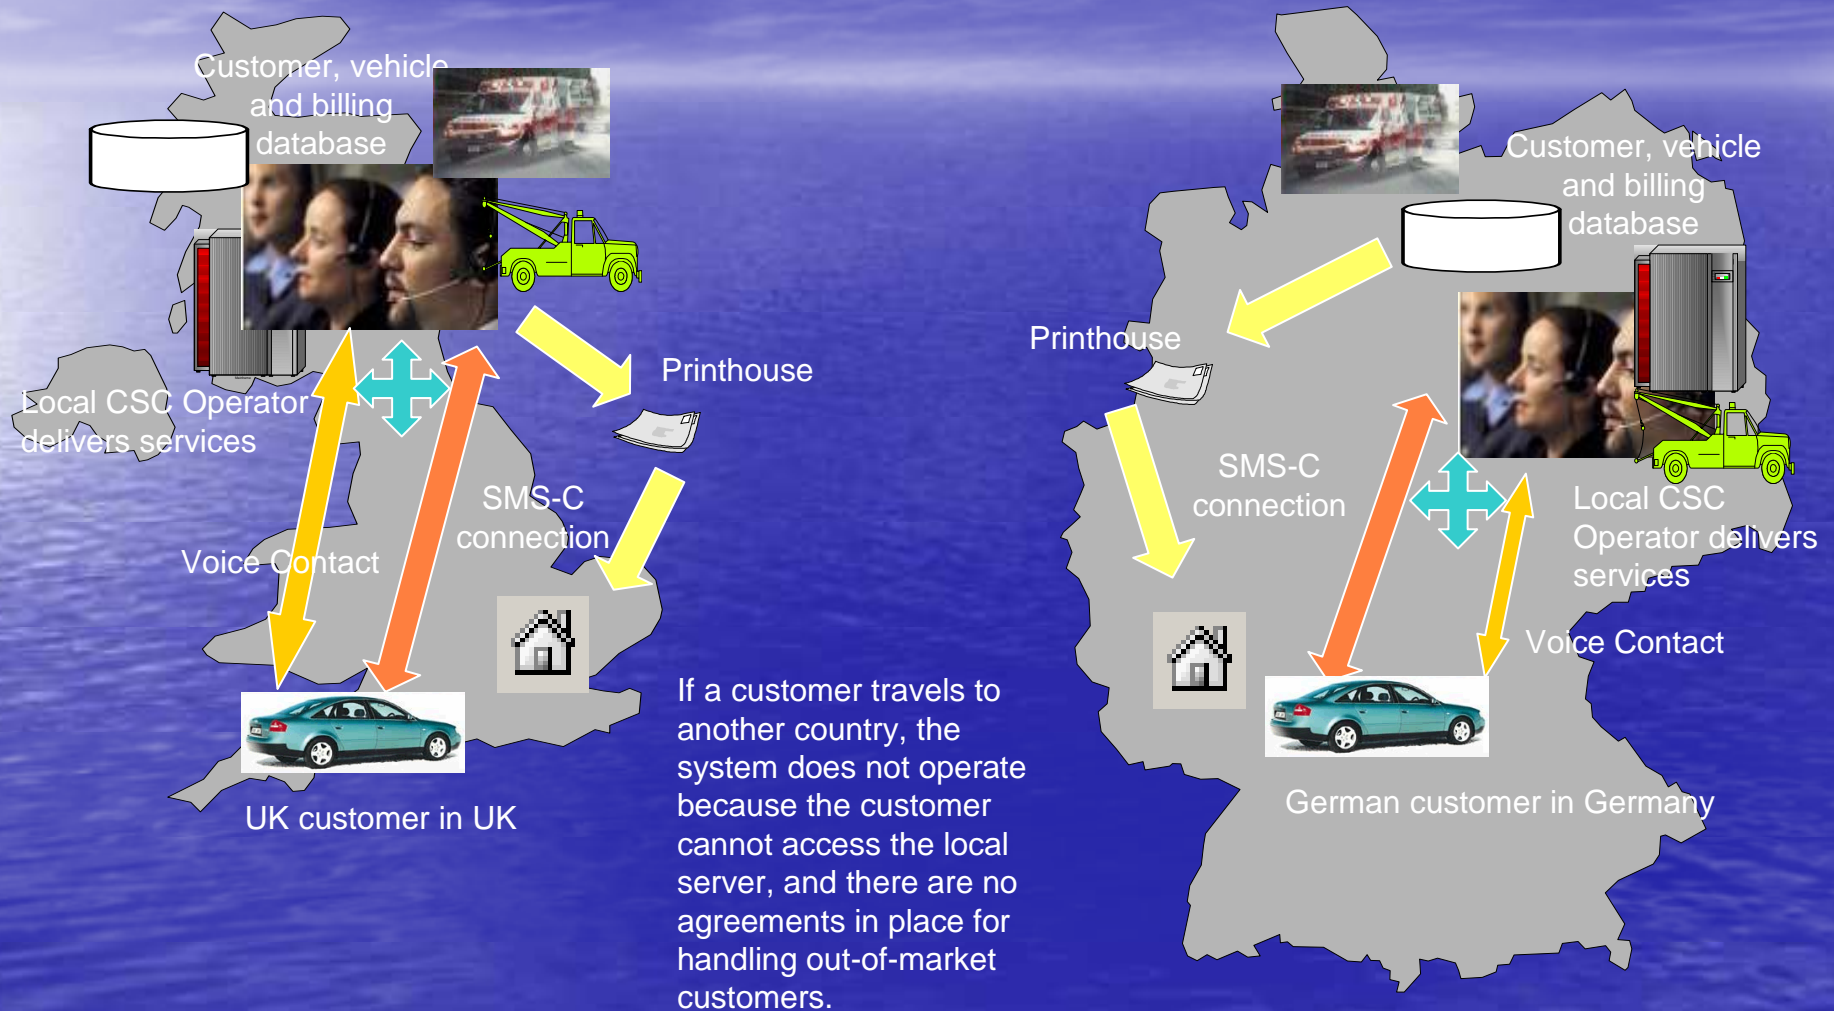 Customer, vehicle
and billing
database
Local CSC Operator
delivers services
Printhouse
SMS-C
connection
Voice Contact
UK customer in UK
If a customer travels to
another country, the
system does not operate
because the customer
cannot access the local
server, and there are no
agreements in place for
handling out-of-market
customers.
Customer, vehicle
and billing
database
Printhouse
SMS-C
connection
Local CSC
Operator delivers
services
Voice Contact
German customer in Germany